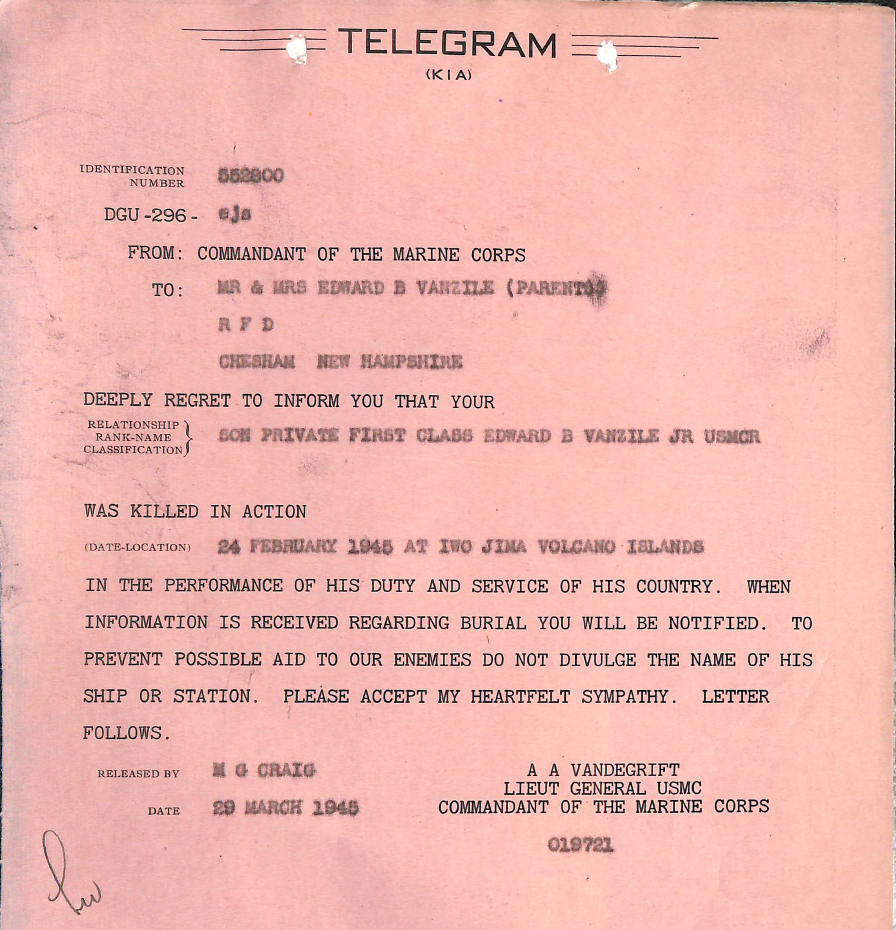 TELEGRAM
(KIA)
IDENTIFICATION
NUMBER 552800
DGU-296- ejs
FROM: COMMANDANT OF THE MARINE CORPS
TO: MR & MRS EDWARD B VANZILE (PARENTS)
R F D
CHESHAM NEW HAMPSHIRE
DEEPLY REGRET TO INFORM YOU THAT YOUR
RELATIONSHIP
RANK-NAME SON PRIVATE FIRST CLASS EDWARD B VANZILE JR USMCR
CLASSIFICATION
WAS KILLED IN ACTION
(DATE-LOCATION) 24 FEBRUARY 1945 AT IWO JIMA VOLCANO ISLANDS
IN THE PERFORMANCE OF HIS DUTY AND SERVICE OF HIS COUNTRY. WHEN
INFORMATION IS RECEIVED REGARDING BURIAL YOU WILL BE NOTIFIED. TO
PREVENT POSSIBLE AID TO OUR ENEMIES DO NOT DIVULGE THE NAME OF HIS
SHIP OR STATION. PLEASE ACCEPT MY HEARTFELT SYMPATHY. LETTER
FOLLOWS.
RELEASED BY M G CRAIG
DATE 29 MARCH 1945
A A VANDEGRIFT
LIEUT GENERAL USMC
COMMANDANT OF THE MARINE CORPS
019721